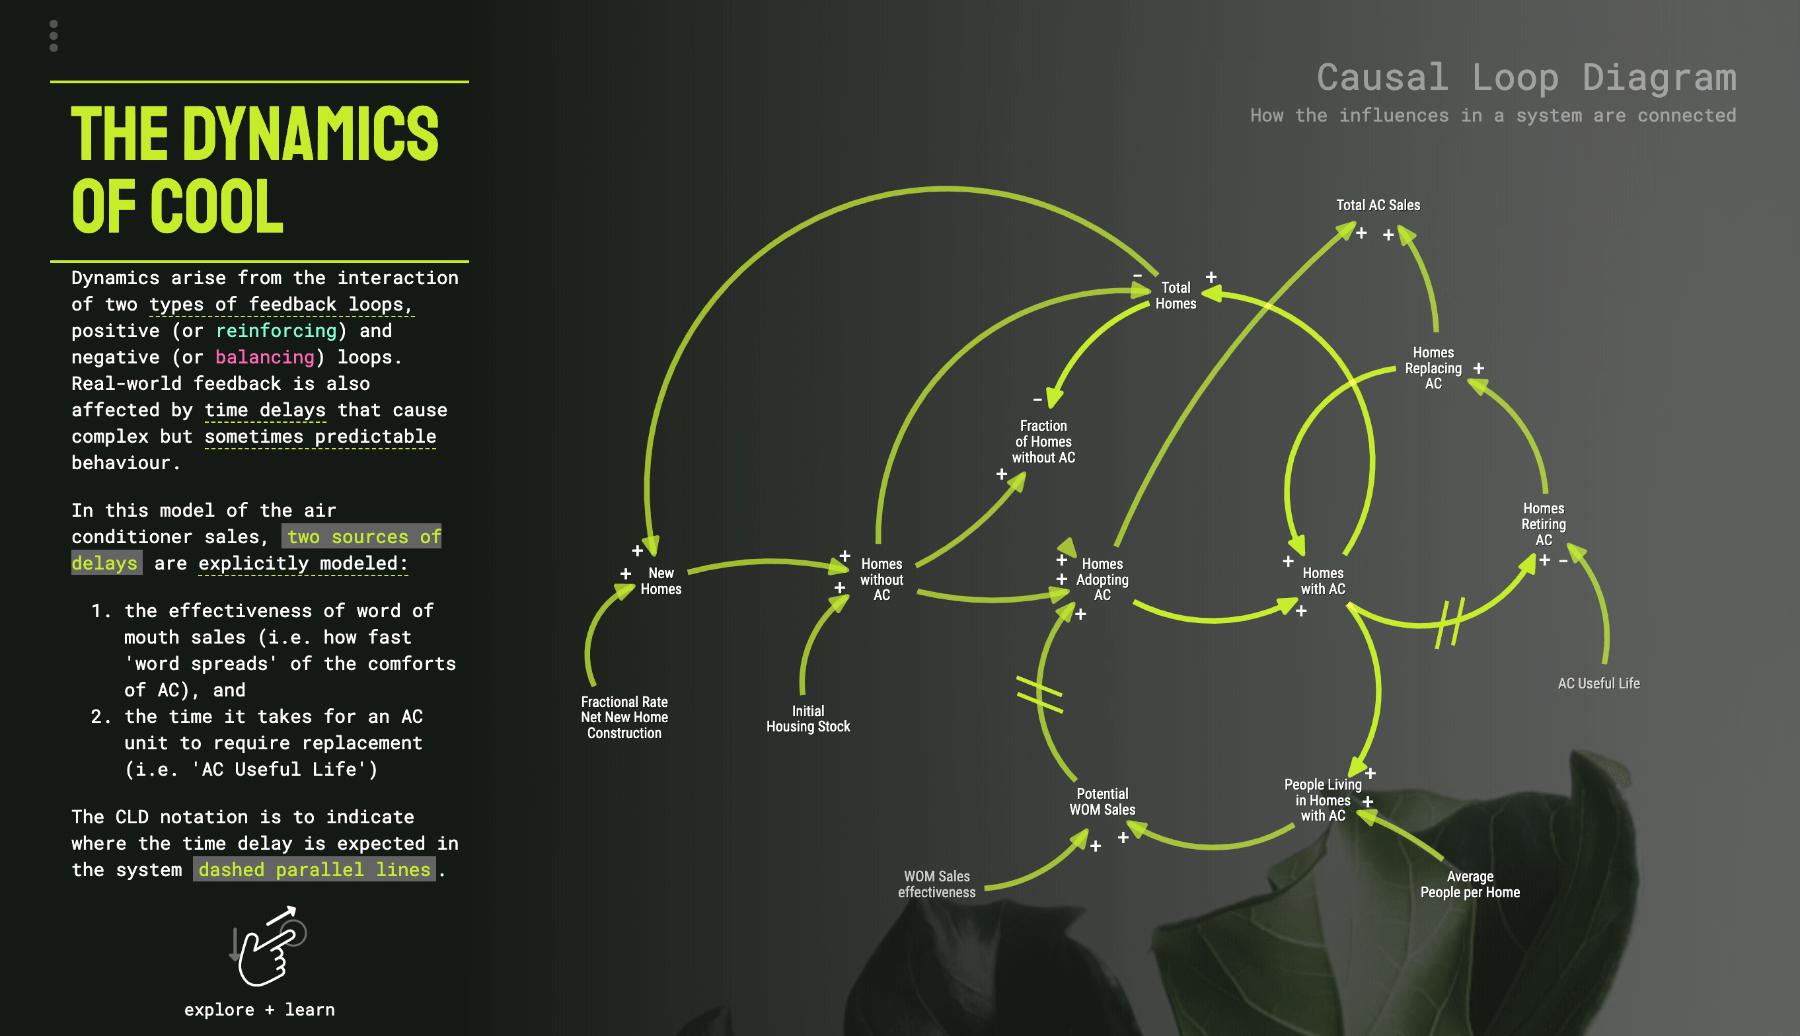 THE DYNAMICS
OF COOL
Dynamics arise from the interaction
of two types of feedback loops,
positive (or reinforcing) and
negative (or balancing) loops.
Real-world feedback is also
affected by time delays that cause
complex but sometimes predictable
behaviour.
In this model of the air
conditioner sales, two sources of
delays are explicitly modeled:
1. the effectiveness of word of
mouth sales (i.e. how fast
'word spreads' of the comforts
of AC), and
2. the time it takes for an AC
unit to require replacement
(i.e. 'AC Useful Life')
The CLD notation is to indicate
where the time delay is expected in
the system dashed parallel lines.
explore + learn
Causal Loop Diagram
How the influences in a system are connected
Total AC Sales
+ +
− +
Total
Homes
Homes
Replacing
AC
+
−
Fraction
of Homes
without AC
+
Homes
Retiring
AC
+ −
+
+
New
Homes
+
+
Homes
without
AC
+
+
+
Homes
Adopting
AC
+
+
Homes
with AC
AC Useful Life
Fractional Rate
Net New Home
Construction
Initial
Housing Stock
Potential
WOM Sales
+ +
People Living
in Homes
with AC
+
+
WOM Sales
effectiveness
Average
People per Home